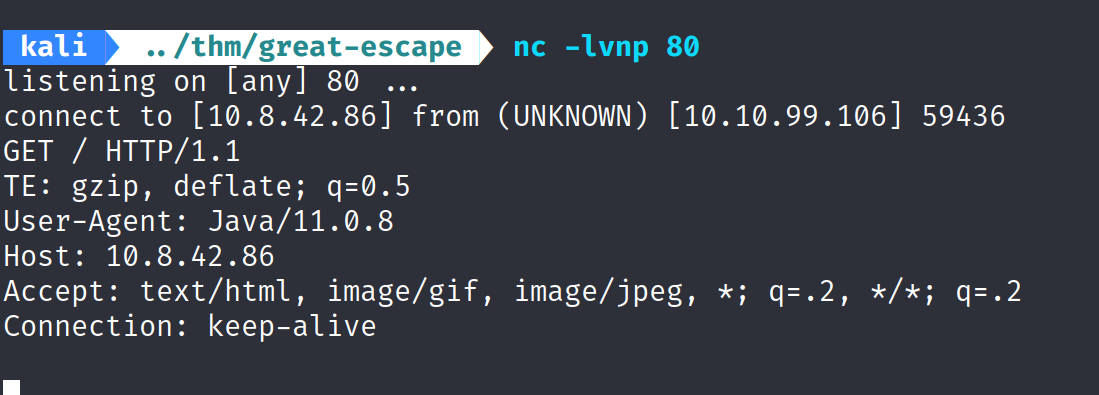 kali ../thm/great-escape nc -lvnp 80
listening on [any] 80 ...
connect to [10.8.42.86] from (UNKNOWN) [10.10.99.106] 59436
GET / HTTP/1.1
TE: gzip, deflate; q=0.5
User-Agent: Java/11.0.8
Host: 10.8.42.86
Accept: text/html, image/gif, image/jpeg, *; q=.2, */*; q=.2
Connection: keep-alive